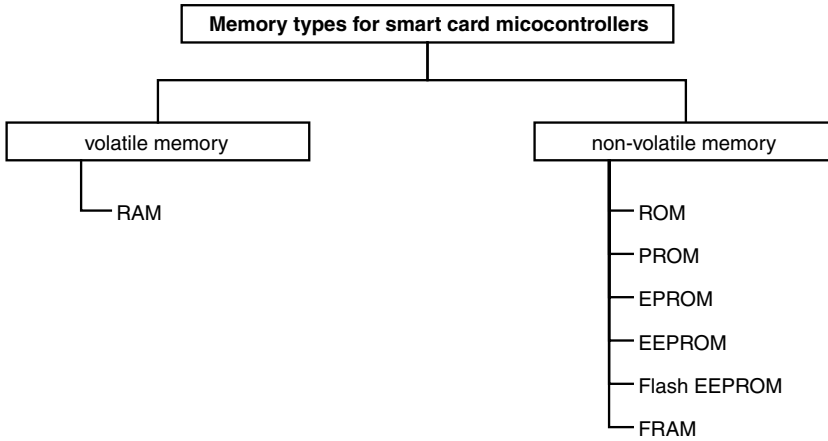 Memory types for smart card micocontrollers
volatile memory
RAM
non-volatile memory
ROM
PROM
EPROM
EEPROM
Flash EEPROM
FRAM